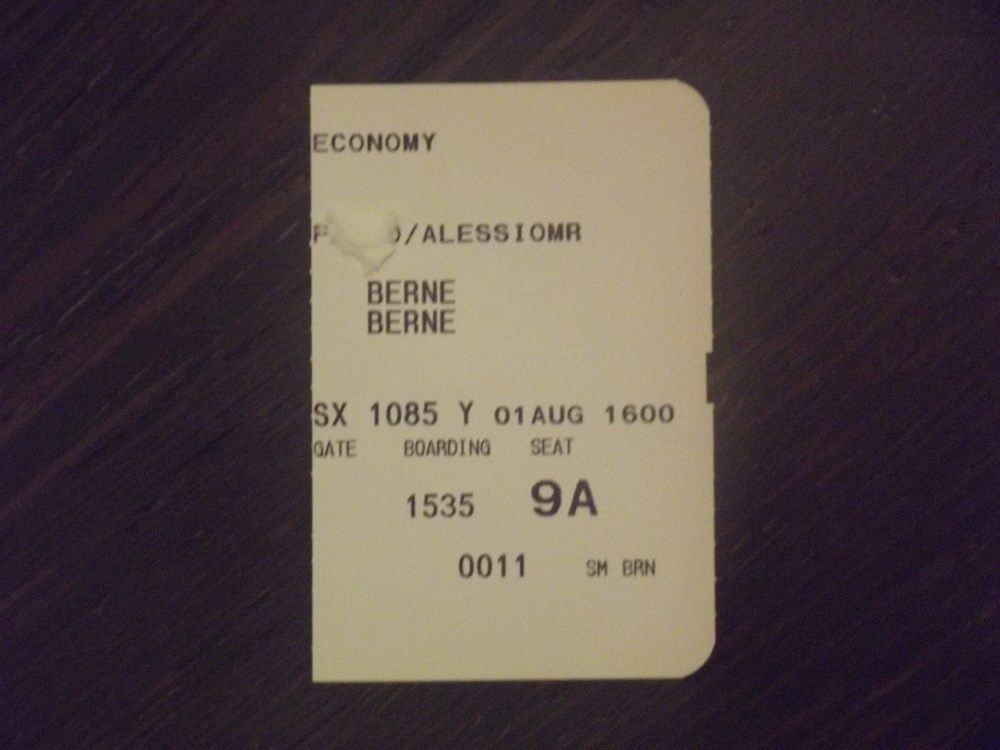 ECONOMY
/ALESSIOMR
BERNE
BERNE
SX 1085 Y 01AUG 1600
GATE BOARDING SEAT
1535 9A
0011 SM BRN